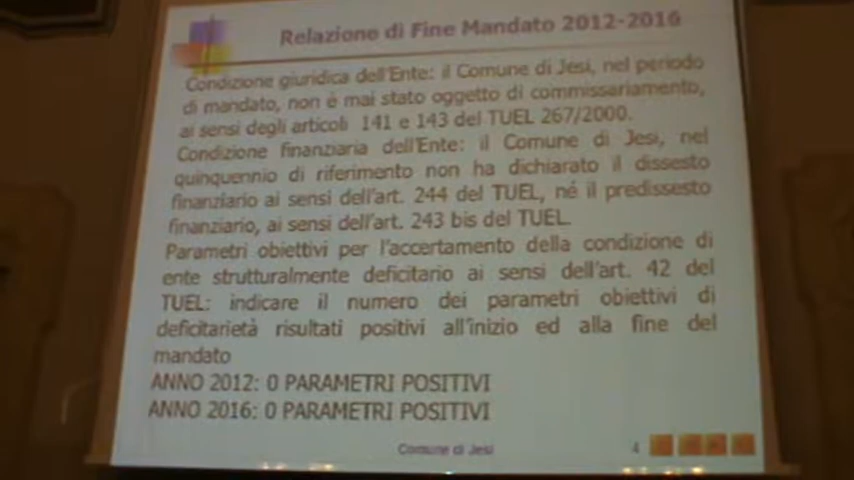 Relazione di Fine Mandato 2012-2016
Condizione giuridica dell'Ente: il Comune di Jesi, nel periodo
di mandato, non è mai stato oggetto di commissariamento,
ai sensi degli articoli 141 e 143 del TUEL 267/2000.
Condizione finanziaria dell'Ente: il Comune di Jesi, nel
quinquennio di riferimento non ha dichiarato il dissesto
finanziario ai sensi dell'art. 244 del TUEL, né il predissesto
finanziario, ai sensi dell'art. 243 bis del TUEL.
Parametri obiettivi per l'accertamento della condizione di
ente strutturalmente deficitario ai sensi dell'art. 42 del
TUEL: indicare il numero dei parametri obiettivi di
deficitarietà risultati positivi all'inizio ed alla fine del
mandato
ANNO 2012: 0 PARAMETRI POSITIVI
ANNO 2016: 0 PARAMETRI POSITIVI
Comune di Jesi 4